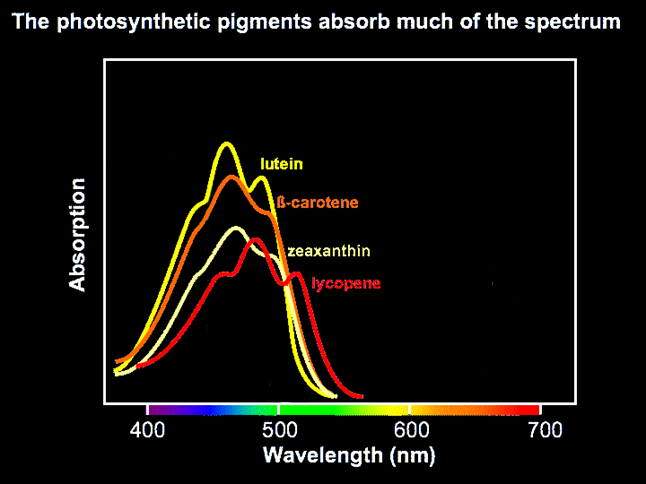 The photosynthetic pigments absorb much of the spectrum
lutein
ß-carotene
zeaxanthin
lycopene
Absorption
400 500 600 700
Wavelength (nm)